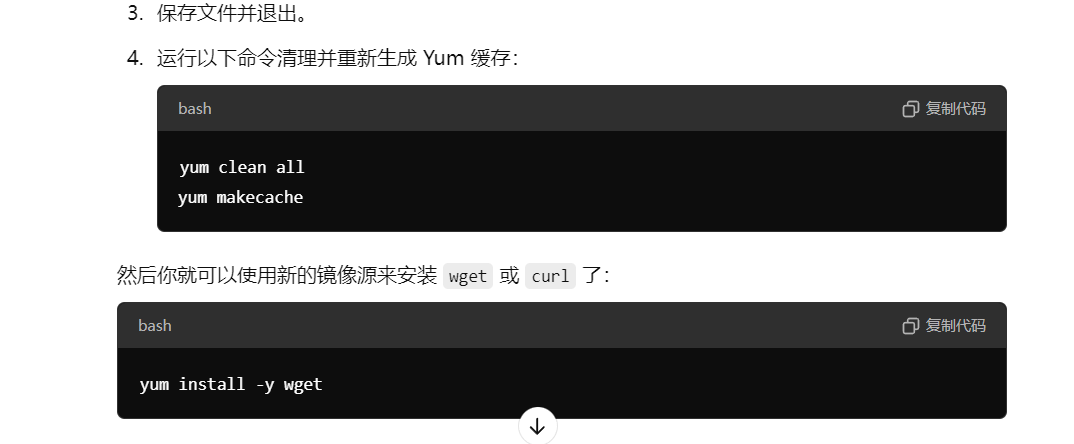 3. 保存文件并退出。
4. 运行以下命令清理并重新生成 Yum 缓存：
bash 复制代码
yum clean all
yum makecache
然后你就可以使用新的镜像源来安装 wget 或 curl 了：
bash 复制代码
yum install -y wget